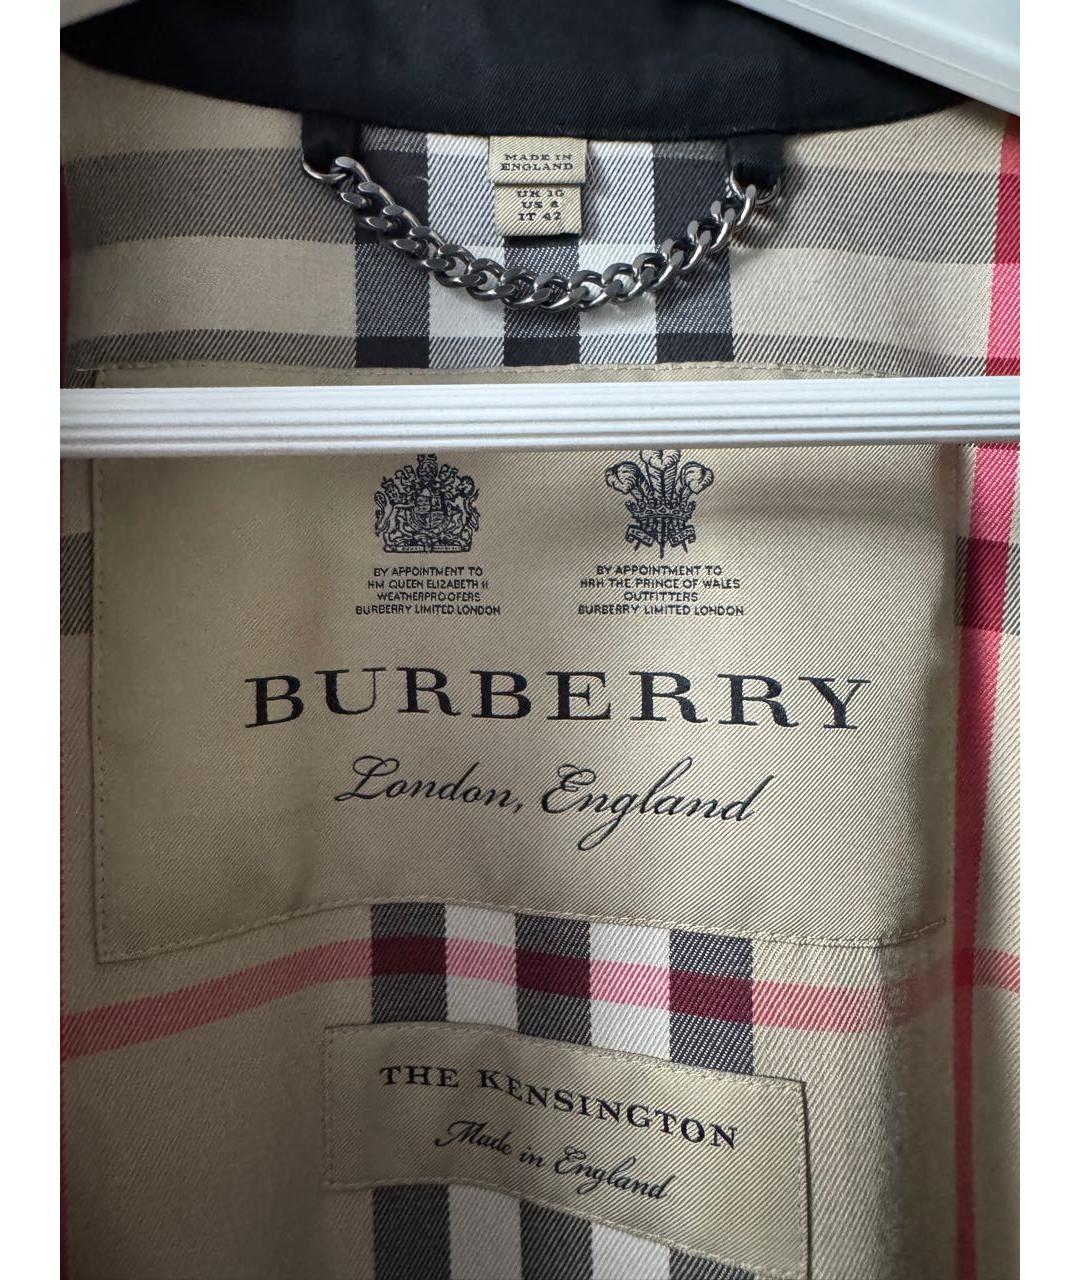 MADE IN
ENGLAND
UK 10
US 8
IT 42
BY APPOINTMENT TO
HM QUEEN ELIZABETH II
WEATHERPROOFERS
BURBERRY LIMITED LONDON
BY APPOINTMENT TO
HRH THE PRINCE OF WALES
OUTFITTERS
BURBERRY LIMITED LONDON
BURBERRY
London, England
THE KENSINGTON
Made in England